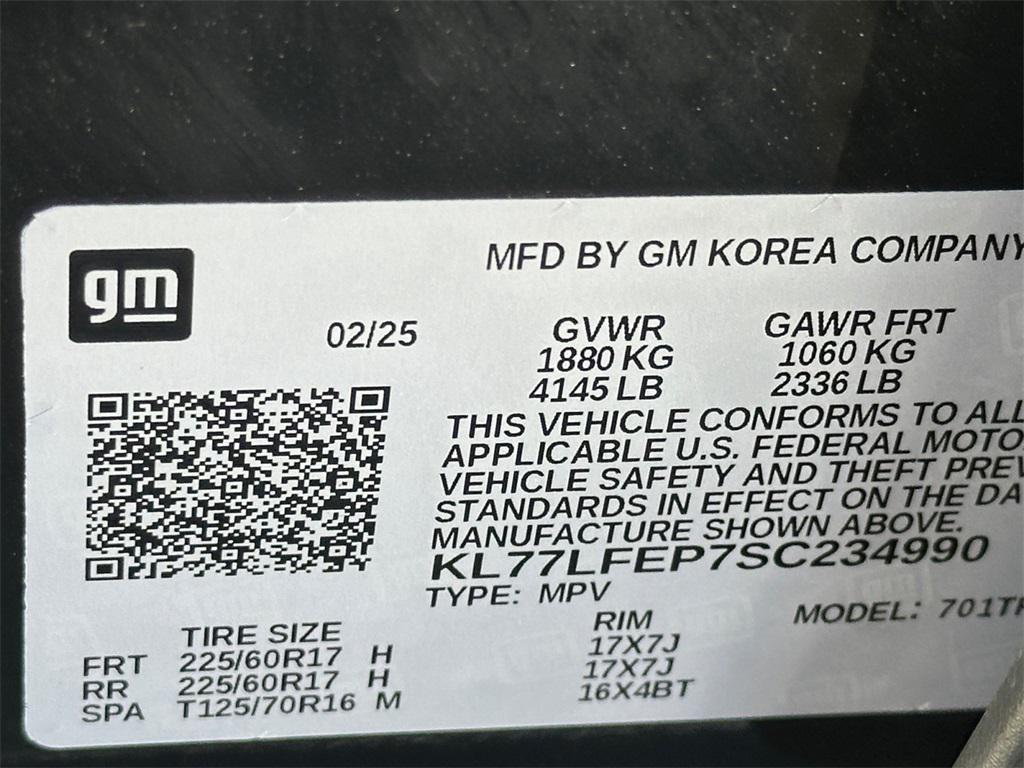 gm
MFD BY GM KOREA COMPANY
02/25
GVWR GAWR FRT
1880 KG 1060 KG
4145 LB 2336 LB
THIS VEHICLE CONFORMS TO ALL
APPLICABLE U.S. FEDERAL MOTO
VEHICLE SAFETY AND THEFT PREV
STANDARDS IN EFFECT ON THE DA
MANUFACTURE SHOWN ABOVE.
KL77LFEP7SC234990
TYPE: MPV
MODEL: 701
TIRE SIZE RIM
FRT 225/60R17 H 17X7J
RR 225/60R17 H 17X7J
SPA T125/70R16 M 16X4BT